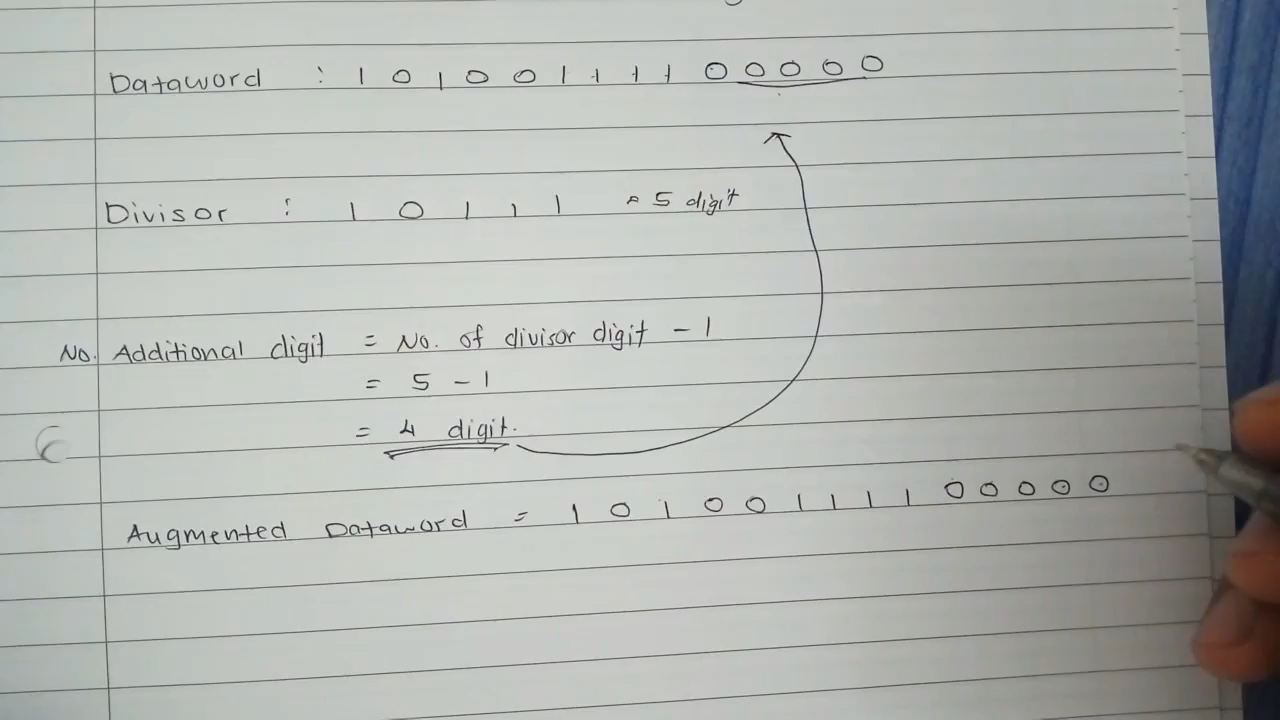 Dataword : 1 0 1 0 0 1 1 1 1 0 0 0 0 0
Divisor : 1 0 1 1 1 = 5 digit
No. Additional digit = No. of divisor digit - 1
= 5 - 1
= 4 digit.
Augmented Dataword = 1 0 1 0 0 1 1 1 1 0 0 0 0 0